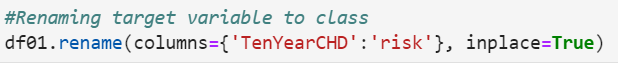 #Renaming target variable to class
df01.rename(columns={'TenYearCHD':'risk'}, inplace=True)